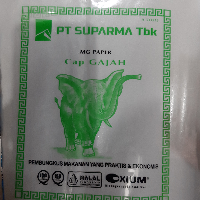 PT SUPARMA Tbk
MG PAPER
Cap GAJAH
PEMBUNGKUS MAKANAN YANG PRAKTIS & EKONOMIS
HALAL
OXIUM